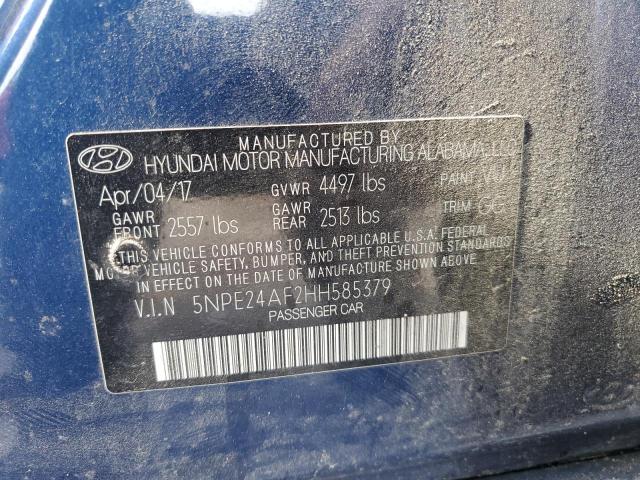 MANUFACTURED BY
HYUNDAI MOTOR MANUFACTURING ALABAMA, LLC
Apr/04/17 GVWR 4497 lbs PAINT
GAWR FRONT 2557 lbs GAWR REAR 2513 lbs TRIM GG
THIS VEHICLE CONFORMS TO ALL APPLICABLE U.S.A. FEDERAL
MOTOR VEHICLE SAFETY, BUMPER, AND THEFT PREVENTION STANDARDS
IN EFFECT ON THE DATE OF MANUFACTURE SHOWN ABOVE.
V.I.N 5NPE24AF2HH585379
PASSENGER CAR